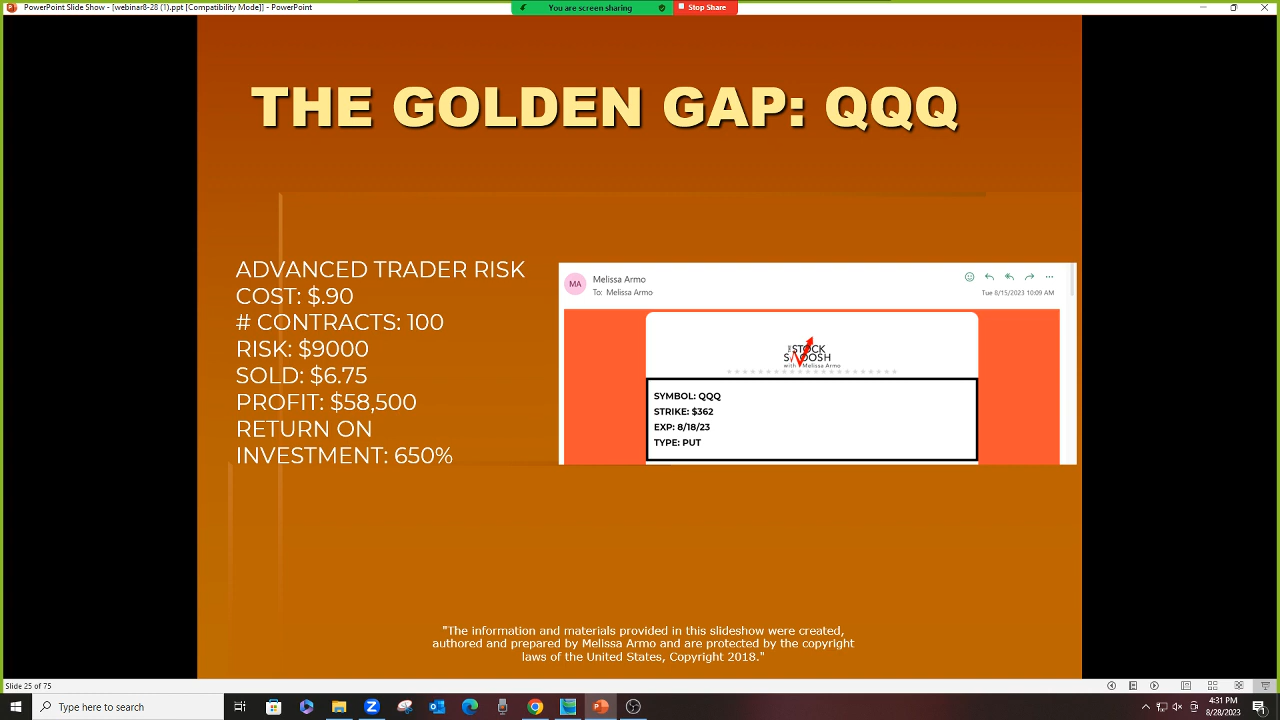 PowerPoint Slide Show - [webinar8-28 (1).ppt [Compatibility Mode]] - PowerPoint
You are screen sharing
Stop Share
THE GOLDEN GAP: QQQ
ADVANCED TRADER RISK
COST: $.90
# CONTRACTS: 100
RISK: $9000
SOLD: $6.75
PROFIT: $58,500
RETURN ON
INVESTMENT: 650%
MA
Melissa Armo
To: Melissa Armo
Tue 8/15/2023 10:09 AM
THE STOCK
SWOOSH
with Melissa Armo
SYMBOL: QQQ
STRIKE: $362
EXP: 8/18/23
TYPE: PUT
"The information and materials provided in this slideshow were created,
authored and prepared by Melissa Armo and are protected by the copyright
laws of the United States, Copyright 2018."
Slide 25 of 75
Type here to search
4:31 PM
8/28/2023